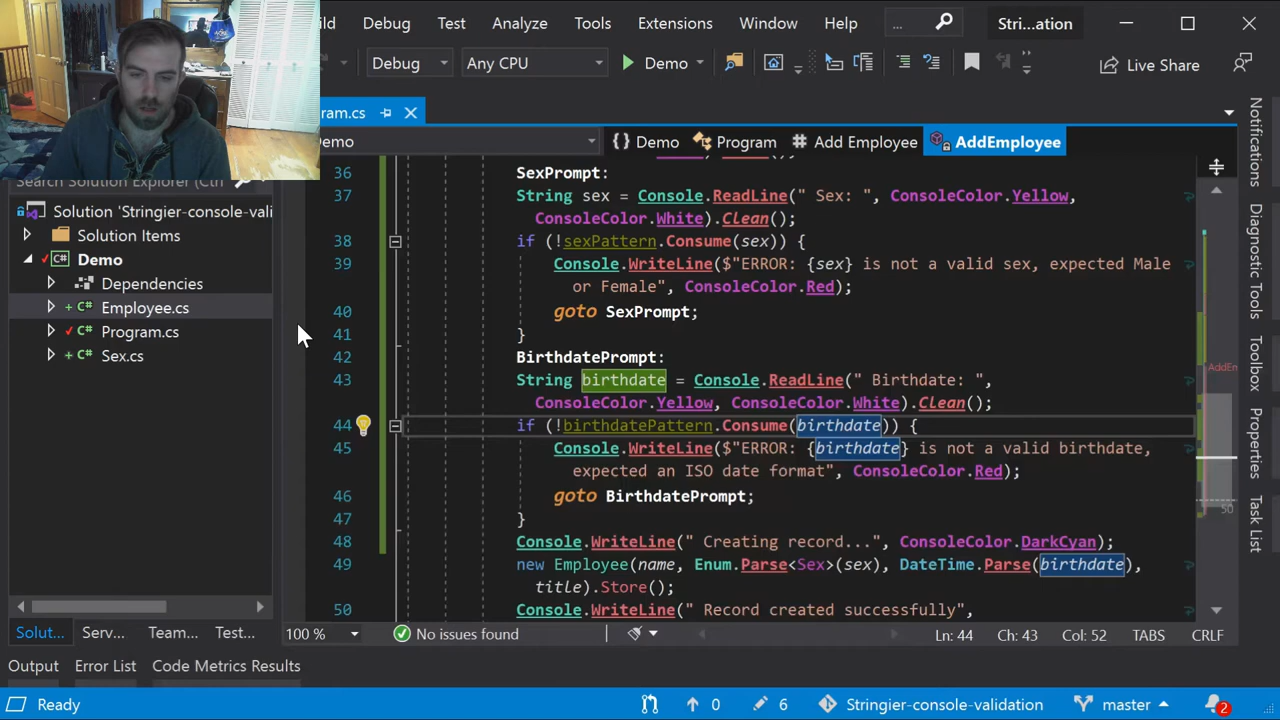 ild Debug Test Analyze Tools Extensions Window Help ... Stri...ation
Debug Any CPU Demo Live Share
ram.cs
Demo Demo Program Add Employee AddEmployee
Search Solution Explorer (Ctrl
Solution 'Stringier-console-vali
Solution Items
Demo
Dependencies
Employee.cs
Program.cs
Sex.cs
36 SexPrompt:
37 String sex = Console.ReadLine(" Sex: ", ConsoleColor.Yellow,
ConsoleColor.White).Clean();
38 if (!sexPattern.Consume(sex)) {
39 Console.WriteLine($"ERROR: {sex} is not a valid sex, expected Male
or Female", ConsoleColor.Red);
40 goto SexPrompt;
41 }
42 BirthdatePrompt:
43 String birthdate = Console.ReadLine(" Birthdate: ",
ConsoleColor.Yellow, ConsoleColor.White).Clean();
44 if (!birthdatePattern.Consume(birthdate)) {
45 Console.WriteLine($"ERROR: {birthdate} is not a valid birthdate,
expected an ISO date format", ConsoleColor.Red);
46 goto BirthdatePrompt;
47 }
48 Console.WriteLine(" Creating record...", ConsoleColor.DarkCyan);
49 new Employee(name, Enum.Parse<Sex>(sex), DateTime.Parse(birthdate),
title).Store();
50 Console.WriteLine(" Record created successfully",
AddEm
50
Notifications
Diagnostic Tools
Toolbox
Properties
Task List
Solut... Serv... Team... Test...
100 % No issues found Ln: 44 Ch: 43 Col: 52 TABS CRLF
Output Error List Code Metrics Results
Ready 0 6 Stringier-console-validation master 2